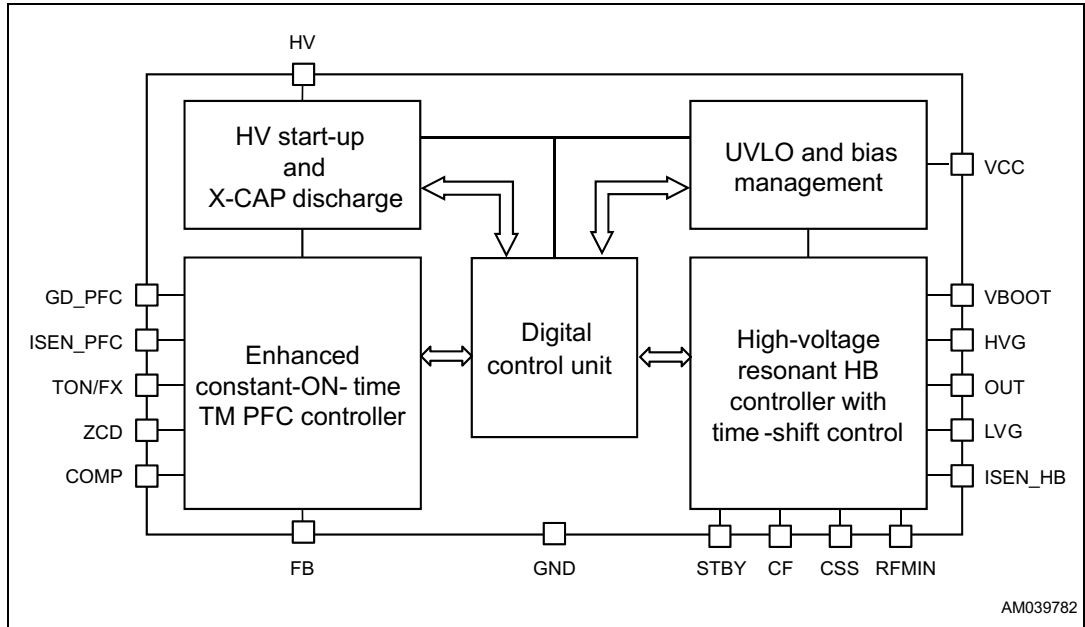 HV
HV start-up
and
X-CAP discharge
UVLO and bias
management
VCC
GD_PFC
ISEN_PFC
TON/FX
ZCD
COMP
Enhanced
constant-ON- time
TM PFC controller
Digital
control unit
High-voltage
resonant HB
controller with
time -shift control
VBOOT
HVG
OUT
LVG
ISEN_HB
FB
GND
STBY
CF
CSS
RFMIN
AM039782